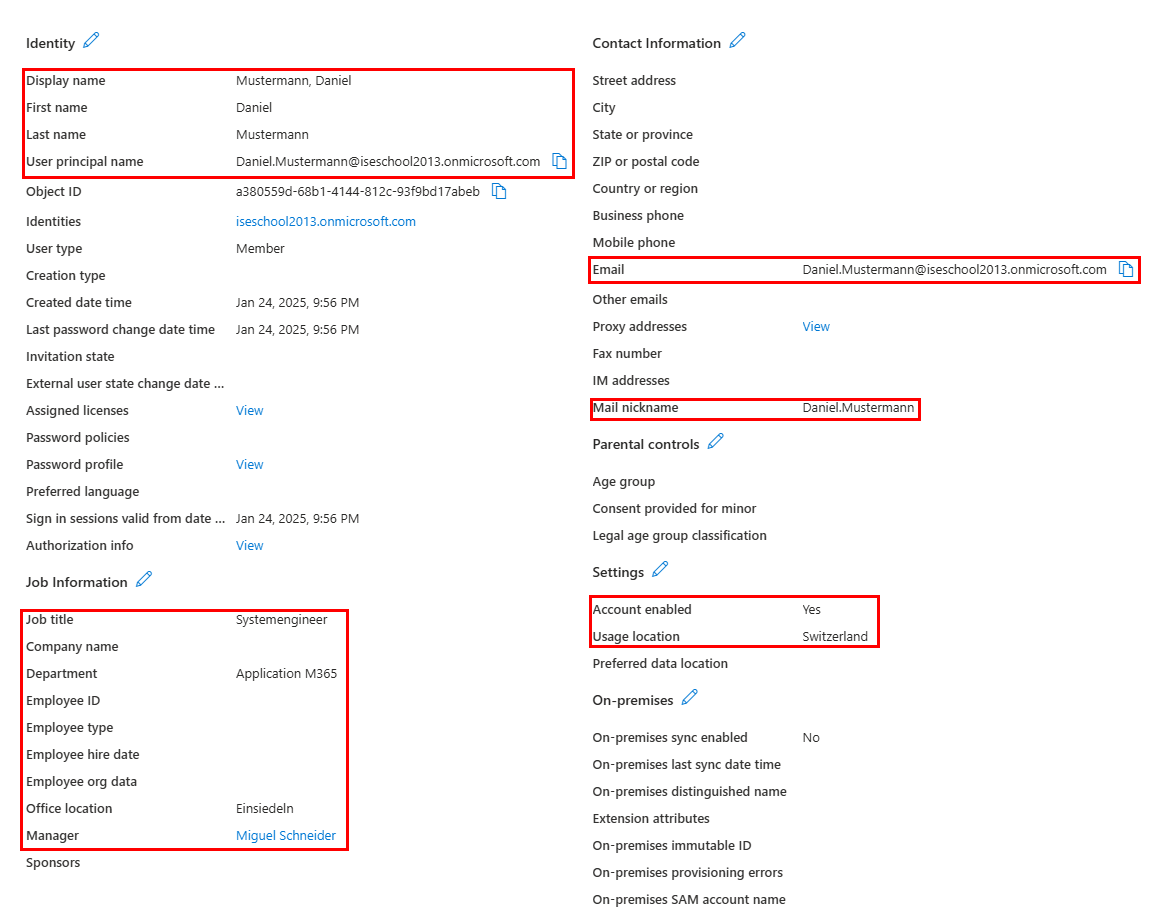 Identity
Display name Mustermann, Daniel
First name Daniel
Last name Mustermann
User principal name Daniel.Mustermann@iseschool2013.onmicrosoft.com
Object ID a380559d-68b1-4144-812c-93f9bd17abeb
Identities iseschool2013.onmicrosoft.com
User type Member
Creation type
Created date time Jan 24, 2025, 9:56 PM
Last password change date time Jan 24, 2025, 9:56 PM
Invitation state
External user state change date ...
Assigned licenses View
Password policies
Password profile View
Preferred language
Sign in sessions valid from date ... Jan 24, 2025, 9:56 PM
Authorization info View
Job Information
Job title Systemengineer
Company name
Department Application M365
Employee ID
Employee type
Employee hire date
Employee org data
Office location Einsiedeln
Manager Miguel Schneider
Sponsors
Contact Information
Street address
City
State or province
ZIP or postal code
Country or region
Business phone
Mobile phone
Email Daniel.Mustermann@iseschool2013.onmicrosoft.com
Other emails
Proxy addresses View
Fax number
IM addresses
Mail nickname Daniel.Mustermann
Parental controls
Age group
Consent provided for minor
Legal age group classification
Settings
Account enabled Yes
Usage location Switzerland
Preferred data location
On-premises
On-premises sync enabled No
On-premises last sync date time
On-premises distinguished name
Extension attributes
On-premises immutable ID
On-premises provisioning errors
On-premises SAM account name